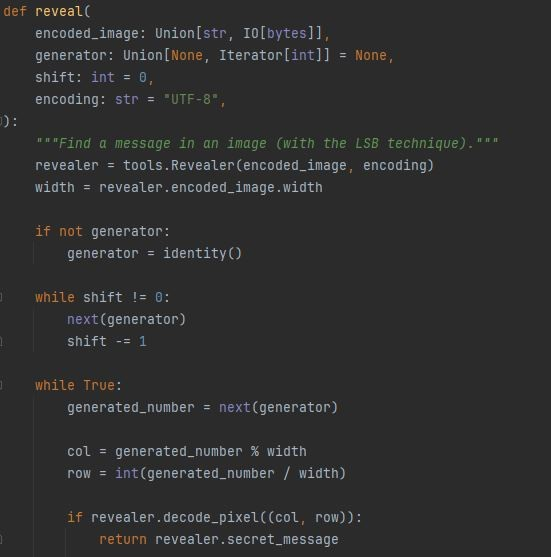 def reveal(
    encoded_image: Union[str, IO[bytes]],
    generator: Union[None, Iterator[int]] = None,
    shift: int = 0,
    encoding: str = "UTF-8",
):
    """Find a message in an image (with the LSB technique)."""
    revealer = tools.Revealer(encoded_image, encoding)
    width = revealer.encoded_image.width

    if not generator:
        generator = identity()

    while shift != 0:
        next(generator)
        shift -= 1

    while True:
        generated_number = next(generator)

        col = generated_number % width
        row = int(generated_number / width)

        if revealer.decode_pixel((col, row)):
            return revealer.secret_message